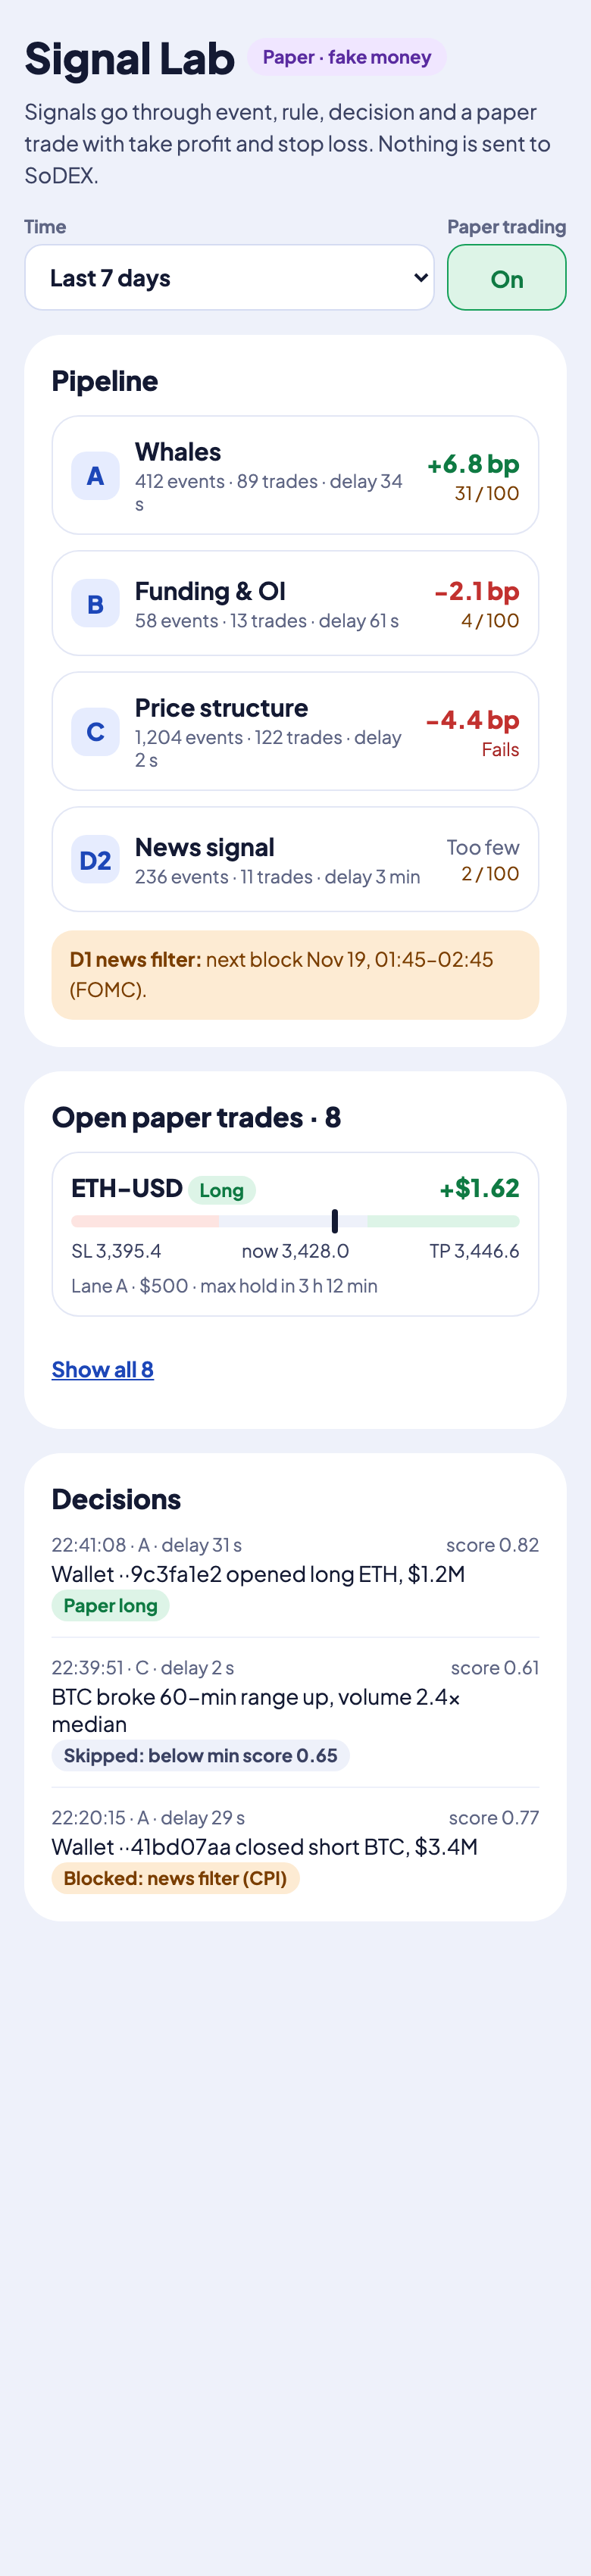 Signal Lab Paper · fake money
Signals go through event, rule, decision and a paper
trade with take profit and stop loss. Nothing is sent to
SoDEX.
Time Paper trading
Last 7 days On
Pipeline
A Whales +6.8 bp
412 events · 89 trades · delay 34
s
31 / 100
B Funding & OI −2.1 bp
58 events · 13 trades · delay 61 s 4 / 100
C Price structure −4.4 bp
1,204 events · 122 trades · delay
2 s
Fails
D2 News signal Too few
236 events · 11 trades · delay 3 min 2 / 100
D1 news filter: next block Nov 19, 01:45–02:45
(FOMC).
Open paper trades · 8
ETH-USD Long +$1.62
SL 3,395.4 now 3,428.0 TP 3,446.6
Lane A · $500 · max hold in 3 h 12 min
Show all 8
Decisions
22:41:08 · A · delay 31 s score 0.82
Wallet ··9c3fa1e2 opened long ETH, $1.2M
Paper long
22:39:51 · C · delay 2 s score 0.61
BTC broke 60-min range up, volume 2.4×
median
Skipped: below min score 0.65
22:20:15 · A · delay 29 s score 0.77
Wallet ··41bd07aa closed short BTC, $3.4M
Blocked: news filter (CPI)